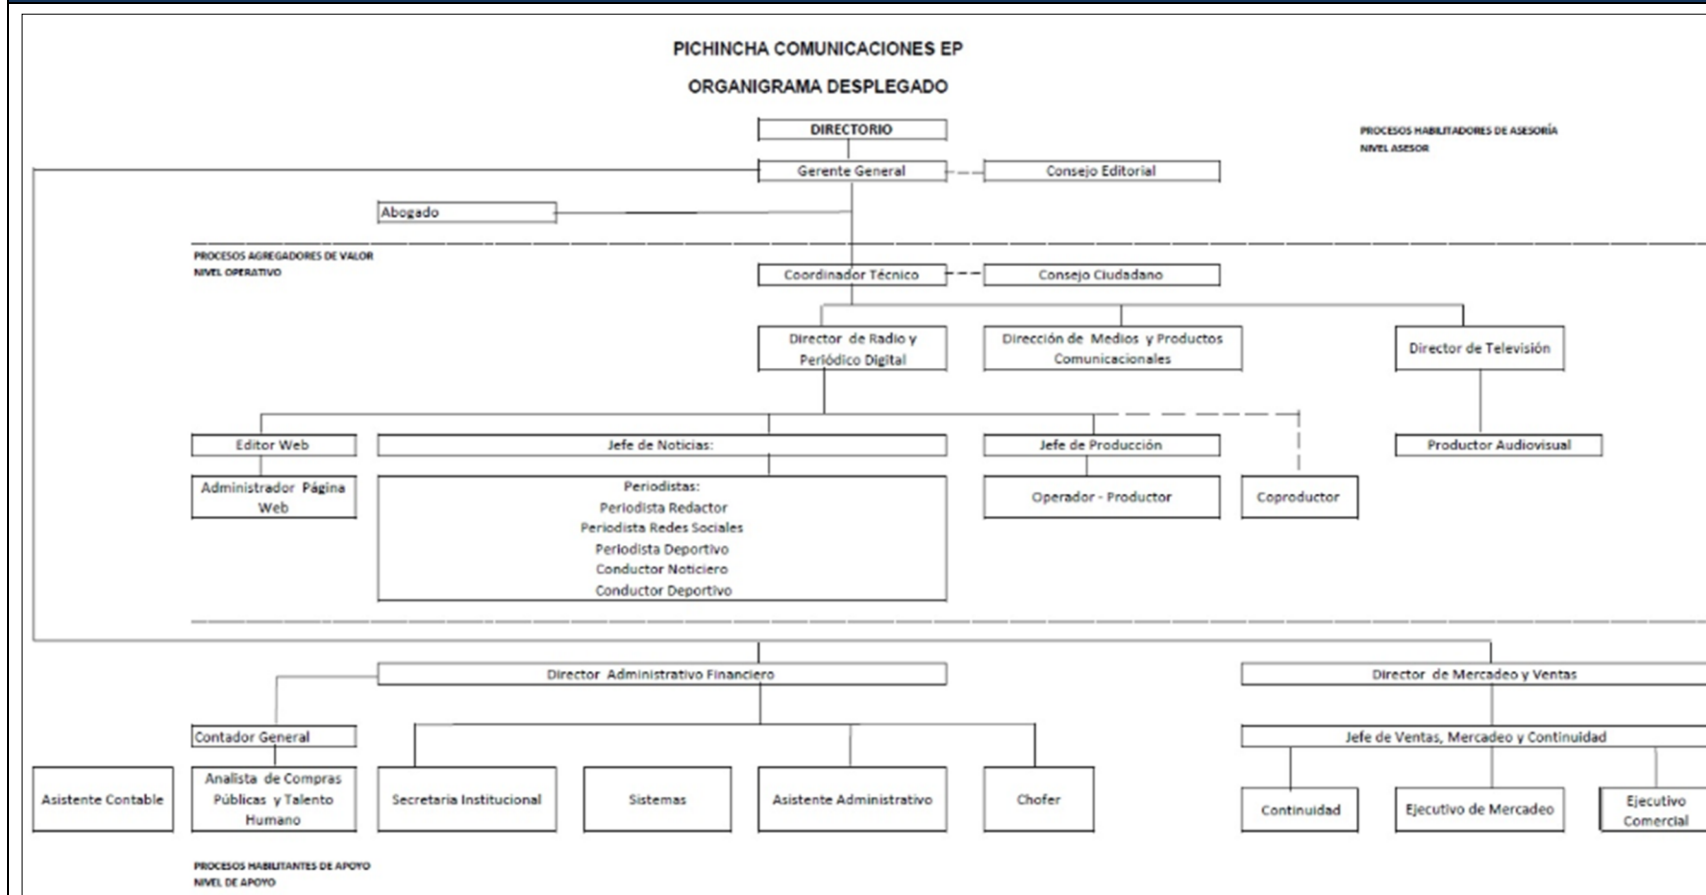 PICHINCHA COMUNICACIONES EP
ORGANIGRAMA DESPLEGADO
DIRECTORIO
PROCESOS HABILITADORES DE ASESORÍA
NIVEL ASESOR
Gerente General
Consejo Editorial
Abogado
PROCESOS AGREGADORES DE VALOR
NIVEL OPERATIVO
Coordinador Técnico
Consejo Ciudadano
Director de Radio y
Periódico Digital
Dirección de Medios y Productos
Comunicacionales
Director de Televisión
Editor Web
Jefe de Noticias:
Jefe de Producción
Productor Audiovisual
Administrador Página
Web
Periodistas:
Periodista Redactor
Periodista Redes Sociales
Periodista Deportivo
Conductor Noticiero
Conductor Deportivo
Operador - Productor
Coproductor
Director Administrativo Financiero
Director de Mercadeo y Ventas
Contador General
Jefe de Ventas, Mercadeo y Continuidad
Asistente Contable
Analista de Compras
Públicas y Talento
Humano
Secretaria Institucional
Sistemas
Asistente Administrativo
Chofer
Continuidad
Ejecutivo de Mercadeo
Ejecutivo
Comercial
PROCESOS HABILITANTES DE APOYO
NIVEL DE APOYO